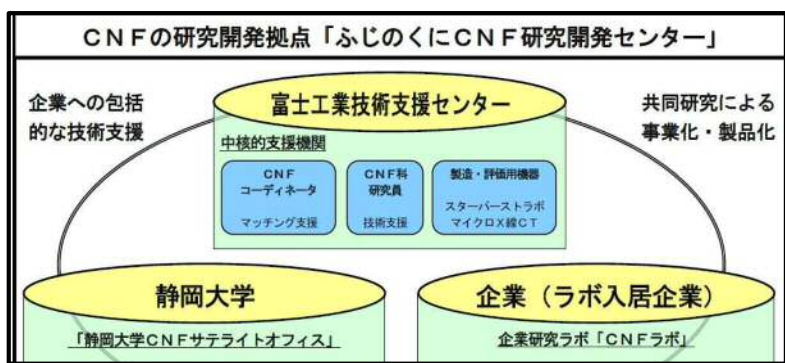 CNFの研究開発拠点「ふじのくにCNF研究開発センター」
企業への包括
的な技術支援
富士工業技術支援センター
共同研究による
事業化・製品化
中核的支援機関
CNF
コーディネータ
マッチング支援
CNF科
研究員
技術支援
製造・評価用機器
スターバーストラボ
マイクロX線CT
静岡大学
「静岡大学CNFサテライトオフィス」
企業(ラボ入居企業)
企業研究ラボ「CNFラボ」